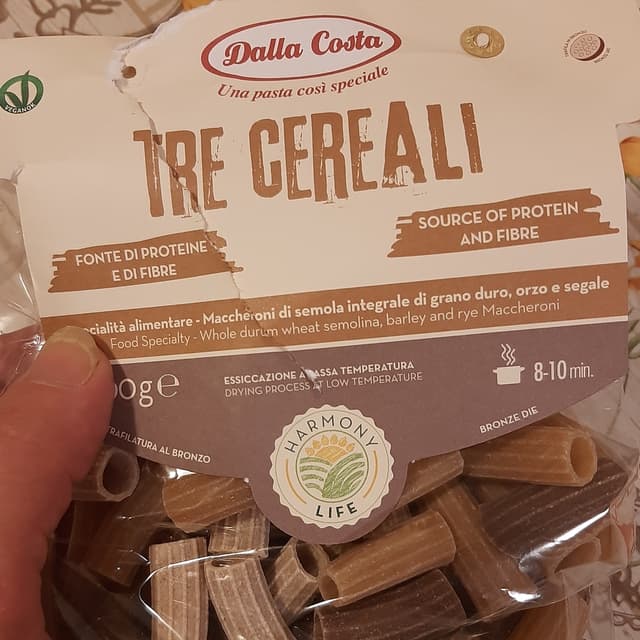 Dalla Costa
Una pasta così speciale
VEGANOK
TRE CEREALI
FONTE DI PROTEINE
E DI FIBRE
SOURCE OF PROTEIN
AND FIBRE
cialità alimentare - Maccheroni di semola integrale di grano duro, orzo e segale
Food Specialty - Whole durum wheat semolina, barley and rye Maccheroni
00g e
ESSICCAZIONE A BASSA TEMPERATURA
DRYING PROCESS AT LOW TEMPERATURE
8-10 min.
TRAFILATURA AL BRONZO
BRONZE DIE
HARMONY
LIFE